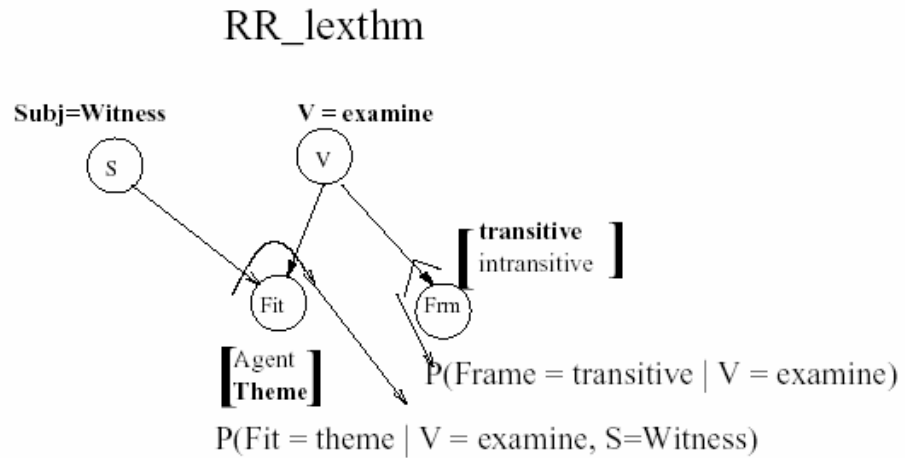 RR_lexthm
Subj=Witness
V = examine
S
V
transitive
intransitive
Fit
Frm
Agent
Theme
P(Frame = transitive | V = examine)
P(Fit = theme | V = examine, S=Witness)